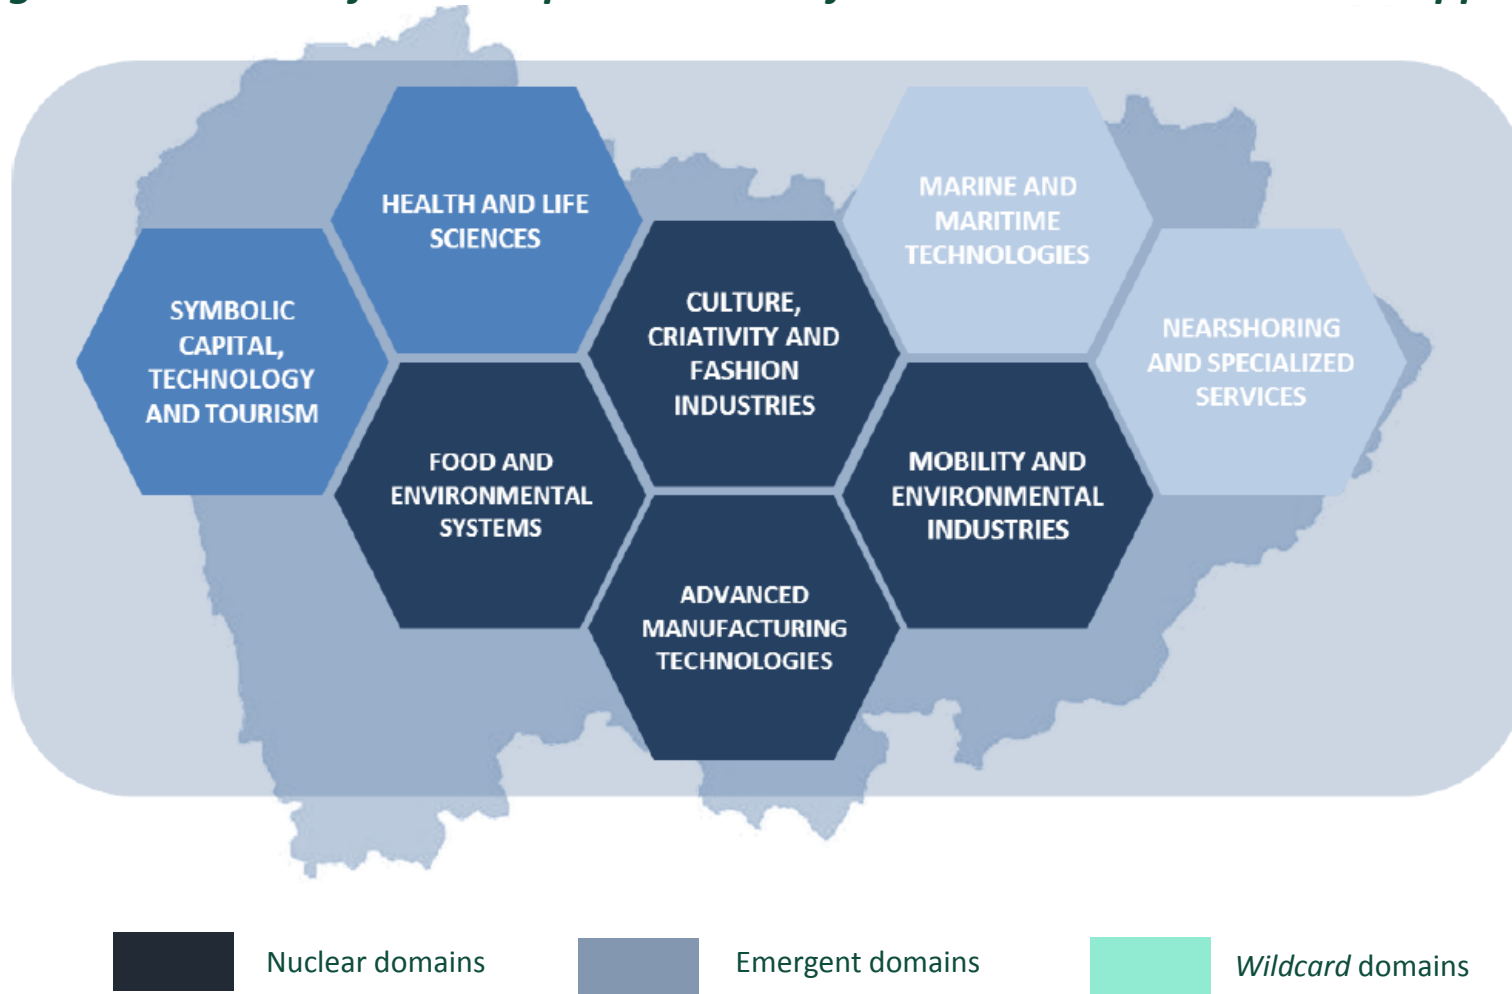 HEALTH AND LIFE
SCIENCES
MARINE AND
MARITIME
TECHNOLOGIES
SYMBOLIC
CAPITAL,
TECHNOLOGY
AND TOURISM
CULTURE,
CRIATIVITY AND
FASHION
INDUSTRIES
NEARSHORING
AND SPECIALIZED
SERVICES
FOOD AND
ENVIRONMENTAL
SYSTEMS
MOBILITY AND
ENVIRONMENTAL
INDUSTRIES
ADVANCED
MANUFACTURING
TECHNOLOGIES
Nuclear domains
Emergent domains
Wildcard domains